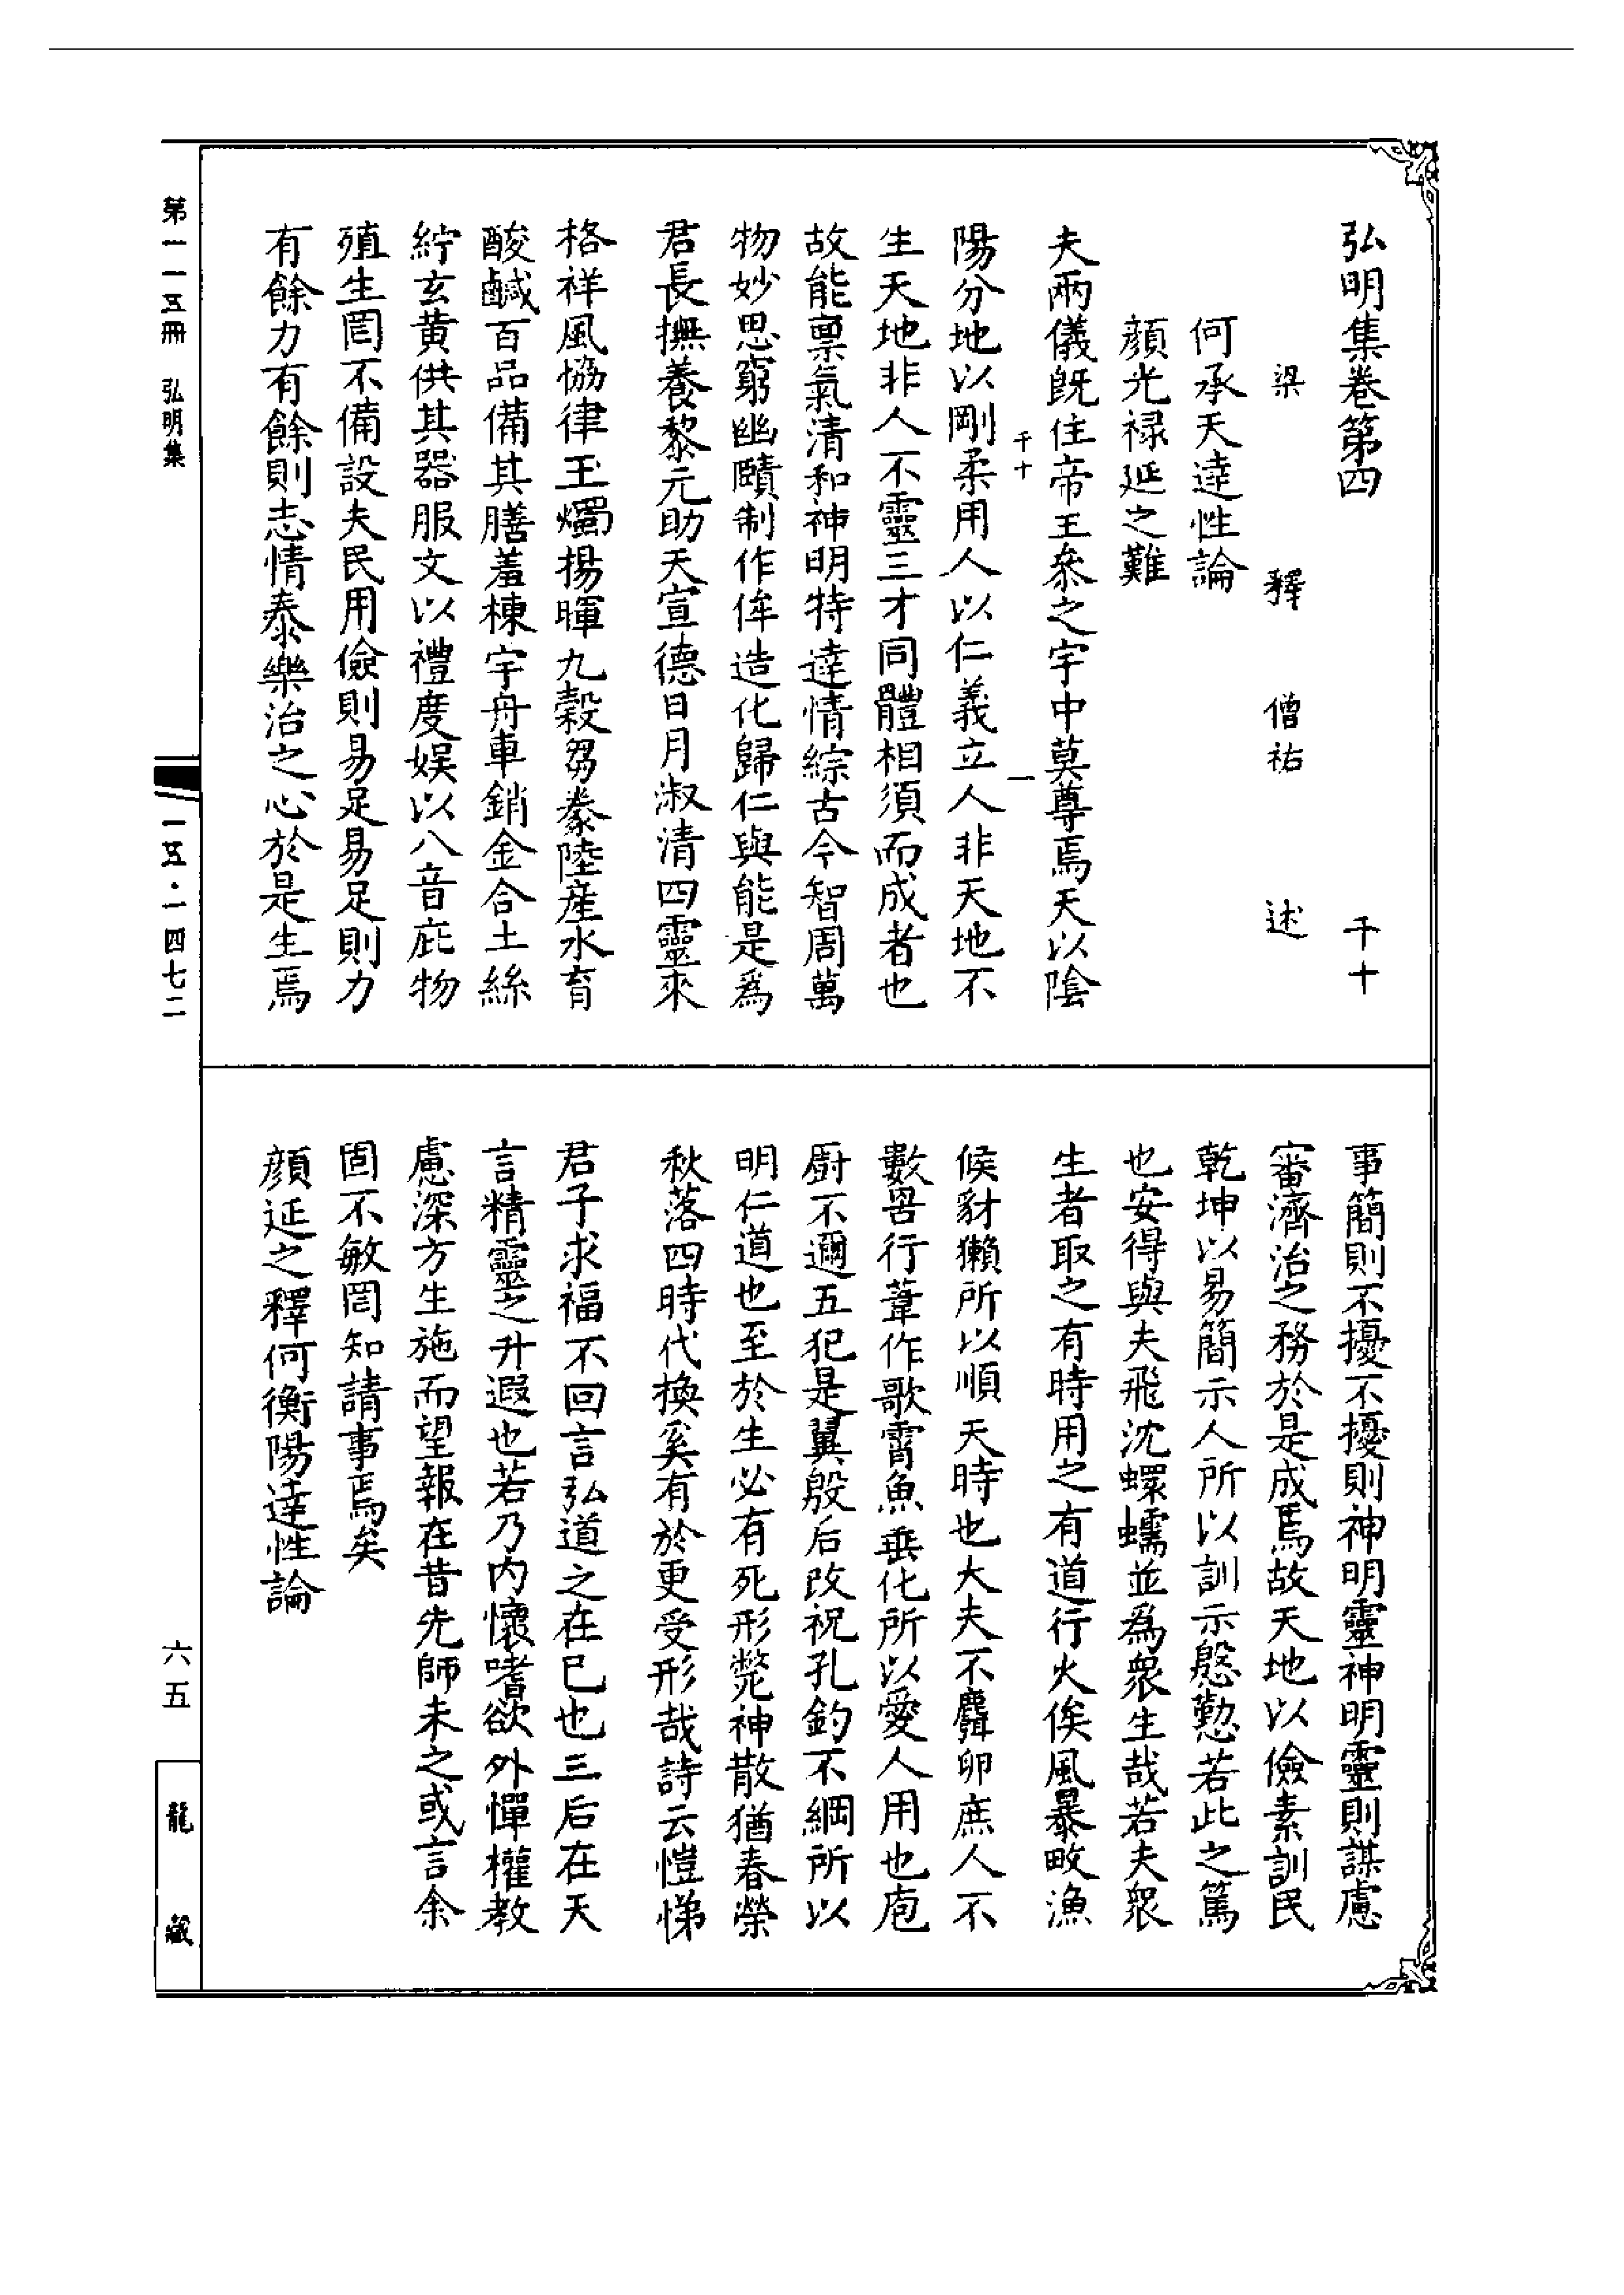 弘明集卷第四 千十
梁 釋 僧祐 述
何承天達性論
顏光禄延之難
夫兩儀旣位帝王參之宇中莫尊焉天以陰
陽分地以剛柔用人以仁義立人非天地不
千十 一
生天地非人不靈三才同體相須而成者也
故能稟氣清和神明特達情綜古今智周萬
物妙思窮幽賾制作侔造化歸仁與能是爲
君長撫養黎元助天宣德日月淑清四靈來
格祥風協律玉燭揚暉九穀芻豢陸産水育
酸鹹百品備其膳羞棟宇舟車銷金合土絲
紵玄黃供其器服文以禮度娱以八音庇物
殖生罔不備設夫民用儉則易足易足則力
有餘力有餘則志情泰樂治之心於是生焉
事簡則不擾不擾則神明靈神明靈則謀慮
審濟治之務於是成焉故天地以儉素訓民
乾坤以易簡示人所以訓示慇懃若此之篤
也安得與夫飛沈蠉蠕並爲衆生哉若夫衆
生者取之有時用之有道行火俟風暴畋漁
候豺獺所以順天時也大夫不麛卵庶人不
數罟行葦作歌霄魚垂化所以愛人用也庖
厨不邇五犯是翼殷后改祝孔釣不綱所以
明仁道也至於生必有死形斃神散猶春榮
秋落四時代換奚有於更受形哉詩云愷悌
君子求福不回言弘道之在已也三后在天
言精靈之升遐也若乃内懷嗜欲外憚權教
慮深方生施而望報在昔先師未之或言余
固不敏罔知請事焉矣
顏延之釋何衡陽達性論
第一一五冊 弘明集
一五·一四七二
六五
龍藏